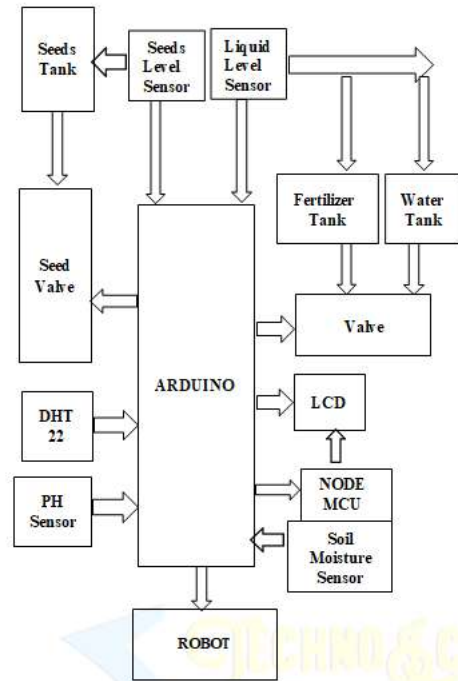 Seeds
Tank
Seeds
Level
Sensor
Liquid
Level
Sensor
Fertilizer
Tank
Water
Tank
Seed
Valve
Valve
ARDUINO
DHT
22
LCD
PH
Sensor
NODE
MCU
Soil
Moisture
Sensor
ROBOT